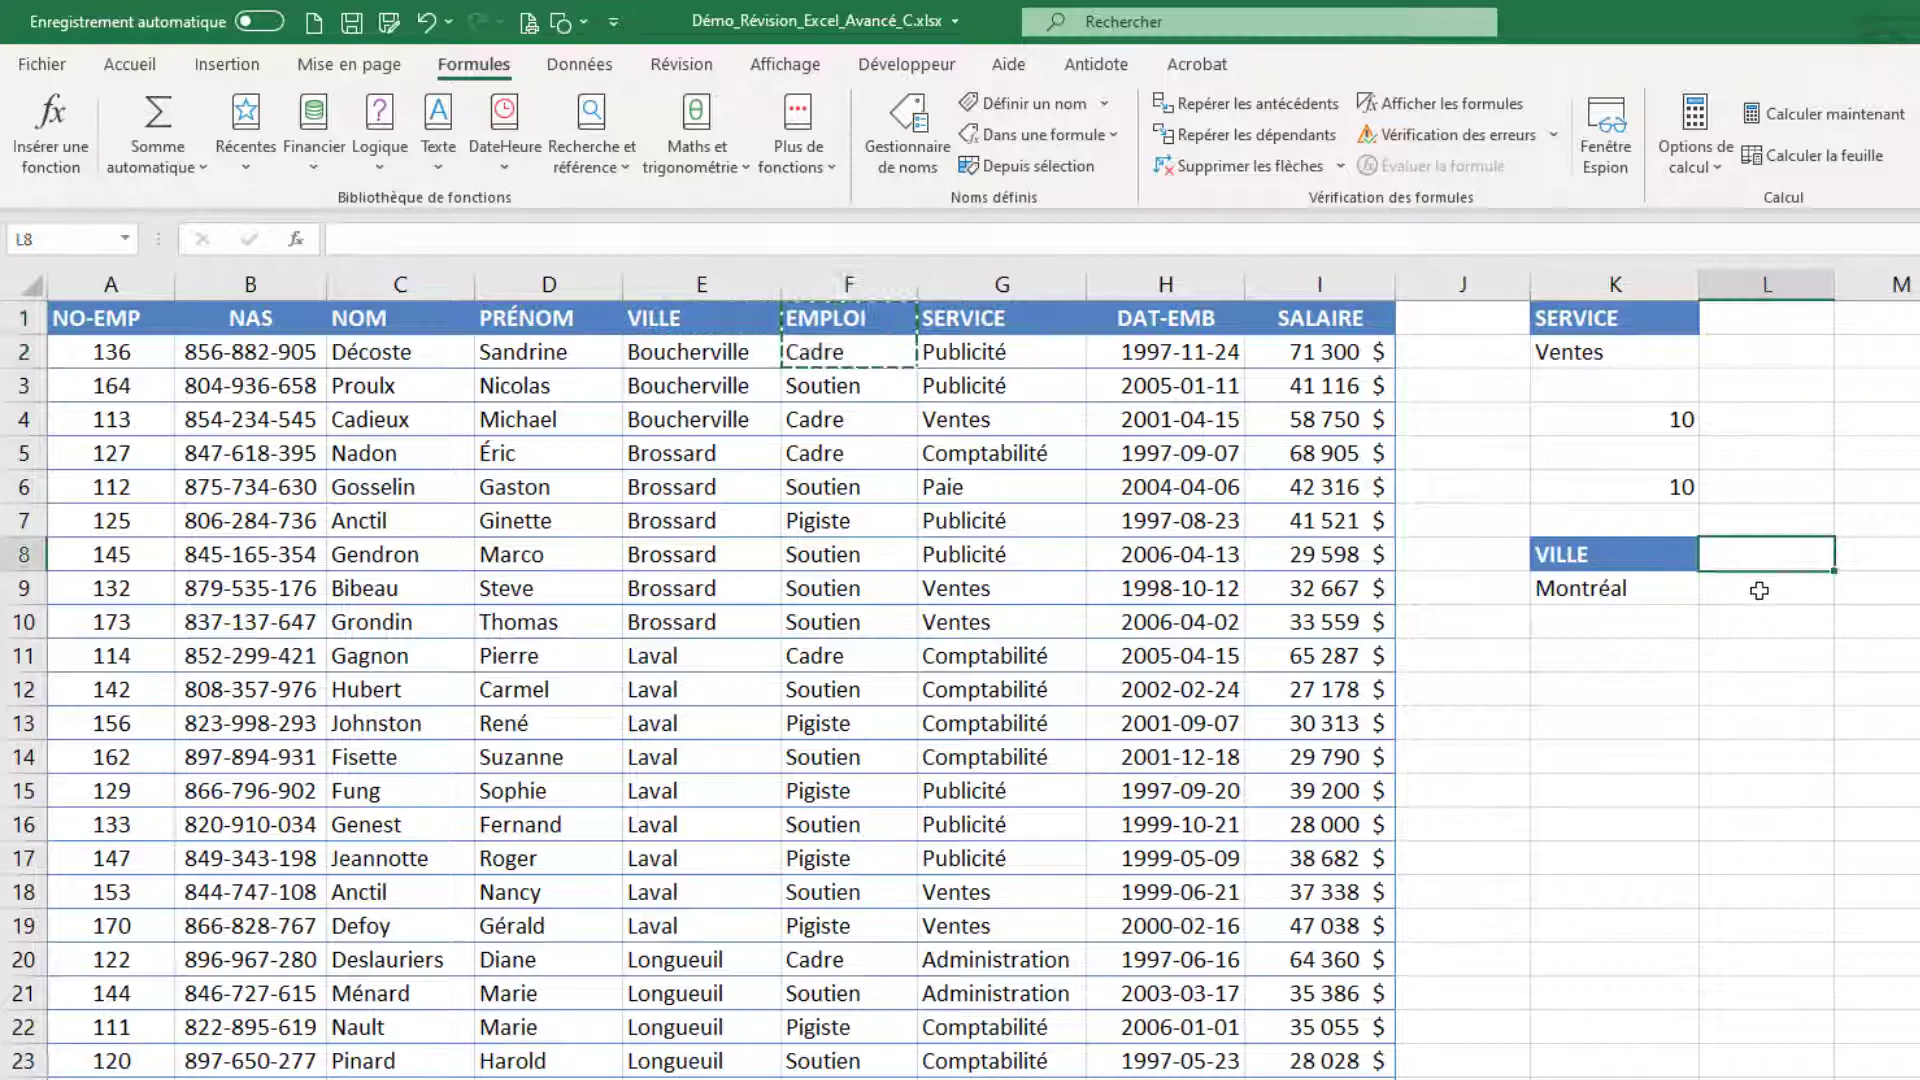 Enregistrement automatique Démo_Révision_Excel_Avancé_C.xlsx Rechercher
Fichier Accueil Insertion Mise en page Formules Données Révision Affichage Développeur Aide Antidote Acrobat
fx Insérer une fonction
Σ Somme automatique
Récentes
Financier
? Logique
A Texte
DateHeure
Recherche et référence
θ Maths et trigonométrie
Plus de fonctions
Bibliothèque de fonctions
Gestionnaire de noms
Définir un nom
Dans une formule
Depuis sélection
Noms définis
Repérer les antécédents
Repérer les dépendants
Supprimer les flèches
Afficher les formules
Vérification des erreurs
Évaluer la formule
Fenêtre Espion
Vérification des formules
Options de calcul
Calculer maintenant
Calculer la feuille
Calcul
L8 fx
A B C D E F G H I J K L M
1 NO-EMP NAS NOM PRÉNOM VILLE EMPLOI SERVICE DAT-EMB SALAIRE SERVICE
2 136 856-882-905 Décoste Sandrine Boucherville Cadre Publicité 1997-11-24 71 300 $ Ventes
3 164 804-936-658 Proulx Nicolas Boucherville Soutien Publicité 2005-01-11 41 116 $
4 113 854-234-545 Cadieux Michael Boucherville Cadre Ventes 2001-04-15 58 750 $ 10
5 127 847-618-395 Nadon Éric Brossard Cadre Comptabilité 1997-09-07 68 905 $
6 112 875-734-630 Gosselin Gaston Brossard Soutien Paie 2004-04-06 42 316 $ 10
7 125 806-284-736 Anctil Ginette Brossard Pigiste Publicité 1997-08-23 41 521 $
8 145 845-165-354 Gendron Marco Brossard Soutien Publicité 2006-04-13 29 598 $ VILLE
9 132 879-535-176 Bibeau Steve Brossard Soutien Ventes 1998-10-12 32 667 $ Montréal
10 173 837-137-647 Grondin Thomas Brossard Soutien Ventes 2006-04-02 33 559 $
11 114 852-299-421 Gagnon Pierre Laval Cadre Comptabilité 2005-04-15 65 287 $
12 142 808-357-976 Hubert Carmel Laval Soutien Comptabilité 2002-02-24 27 178 $
13 156 823-998-293 Johnston René Laval Pigiste Comptabilité 2001-09-07 30 313 $
14 162 897-894-931 Fisette Suzanne Laval Soutien Comptabilité 2001-12-18 29 790 $
15 129 866-796-902 Fung Sophie Laval Pigiste Publicité 1997-09-20 39 200 $
16 133 820-910-034 Genest Fernand Laval Soutien Publicité 1999-10-21 28 000 $
17 147 849-343-198 Jeannotte Roger Laval Pigiste Publicité 1999-05-09 38 682 $
18 153 844-747-108 Anctil Nancy Laval Soutien Ventes 1999-06-21 37 338 $
19 170 866-828-767 Defoy Gérald Laval Pigiste Ventes 2000-02-16 47 038 $
20 122 896-967-280 Deslauriers Diane Longueuil Cadre Administration 1997-06-16 64 360 $
21 144 846-727-615 Ménard Marie Longueuil Soutien Administration 2003-03-17 35 386 $
22 111 822-895-619 Nault Marie Longueuil Pigiste Comptabilité 2006-01-01 35 055 $
23 120 897-650-277 Pinard Harold Longueuil Soutien Comptabilité 1997-05-23 28 028 $